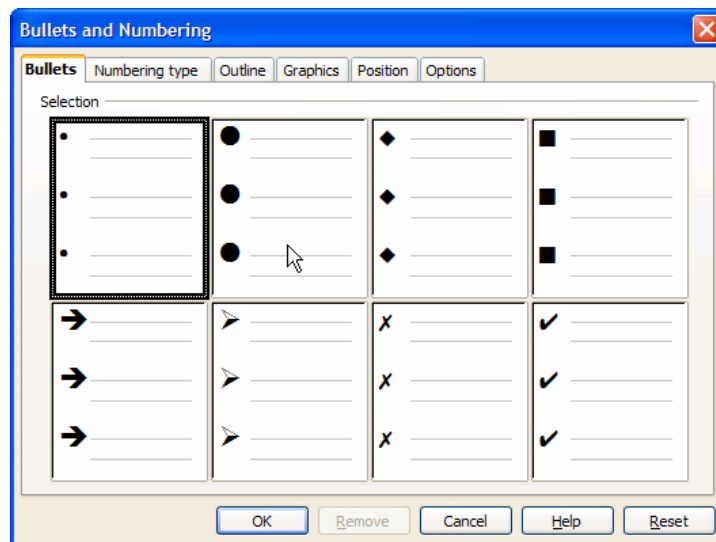 Bullets and Numbering
Bullets Numbering type Outline Graphics Position Options
Selection
OK Remove Cancel Help Reset